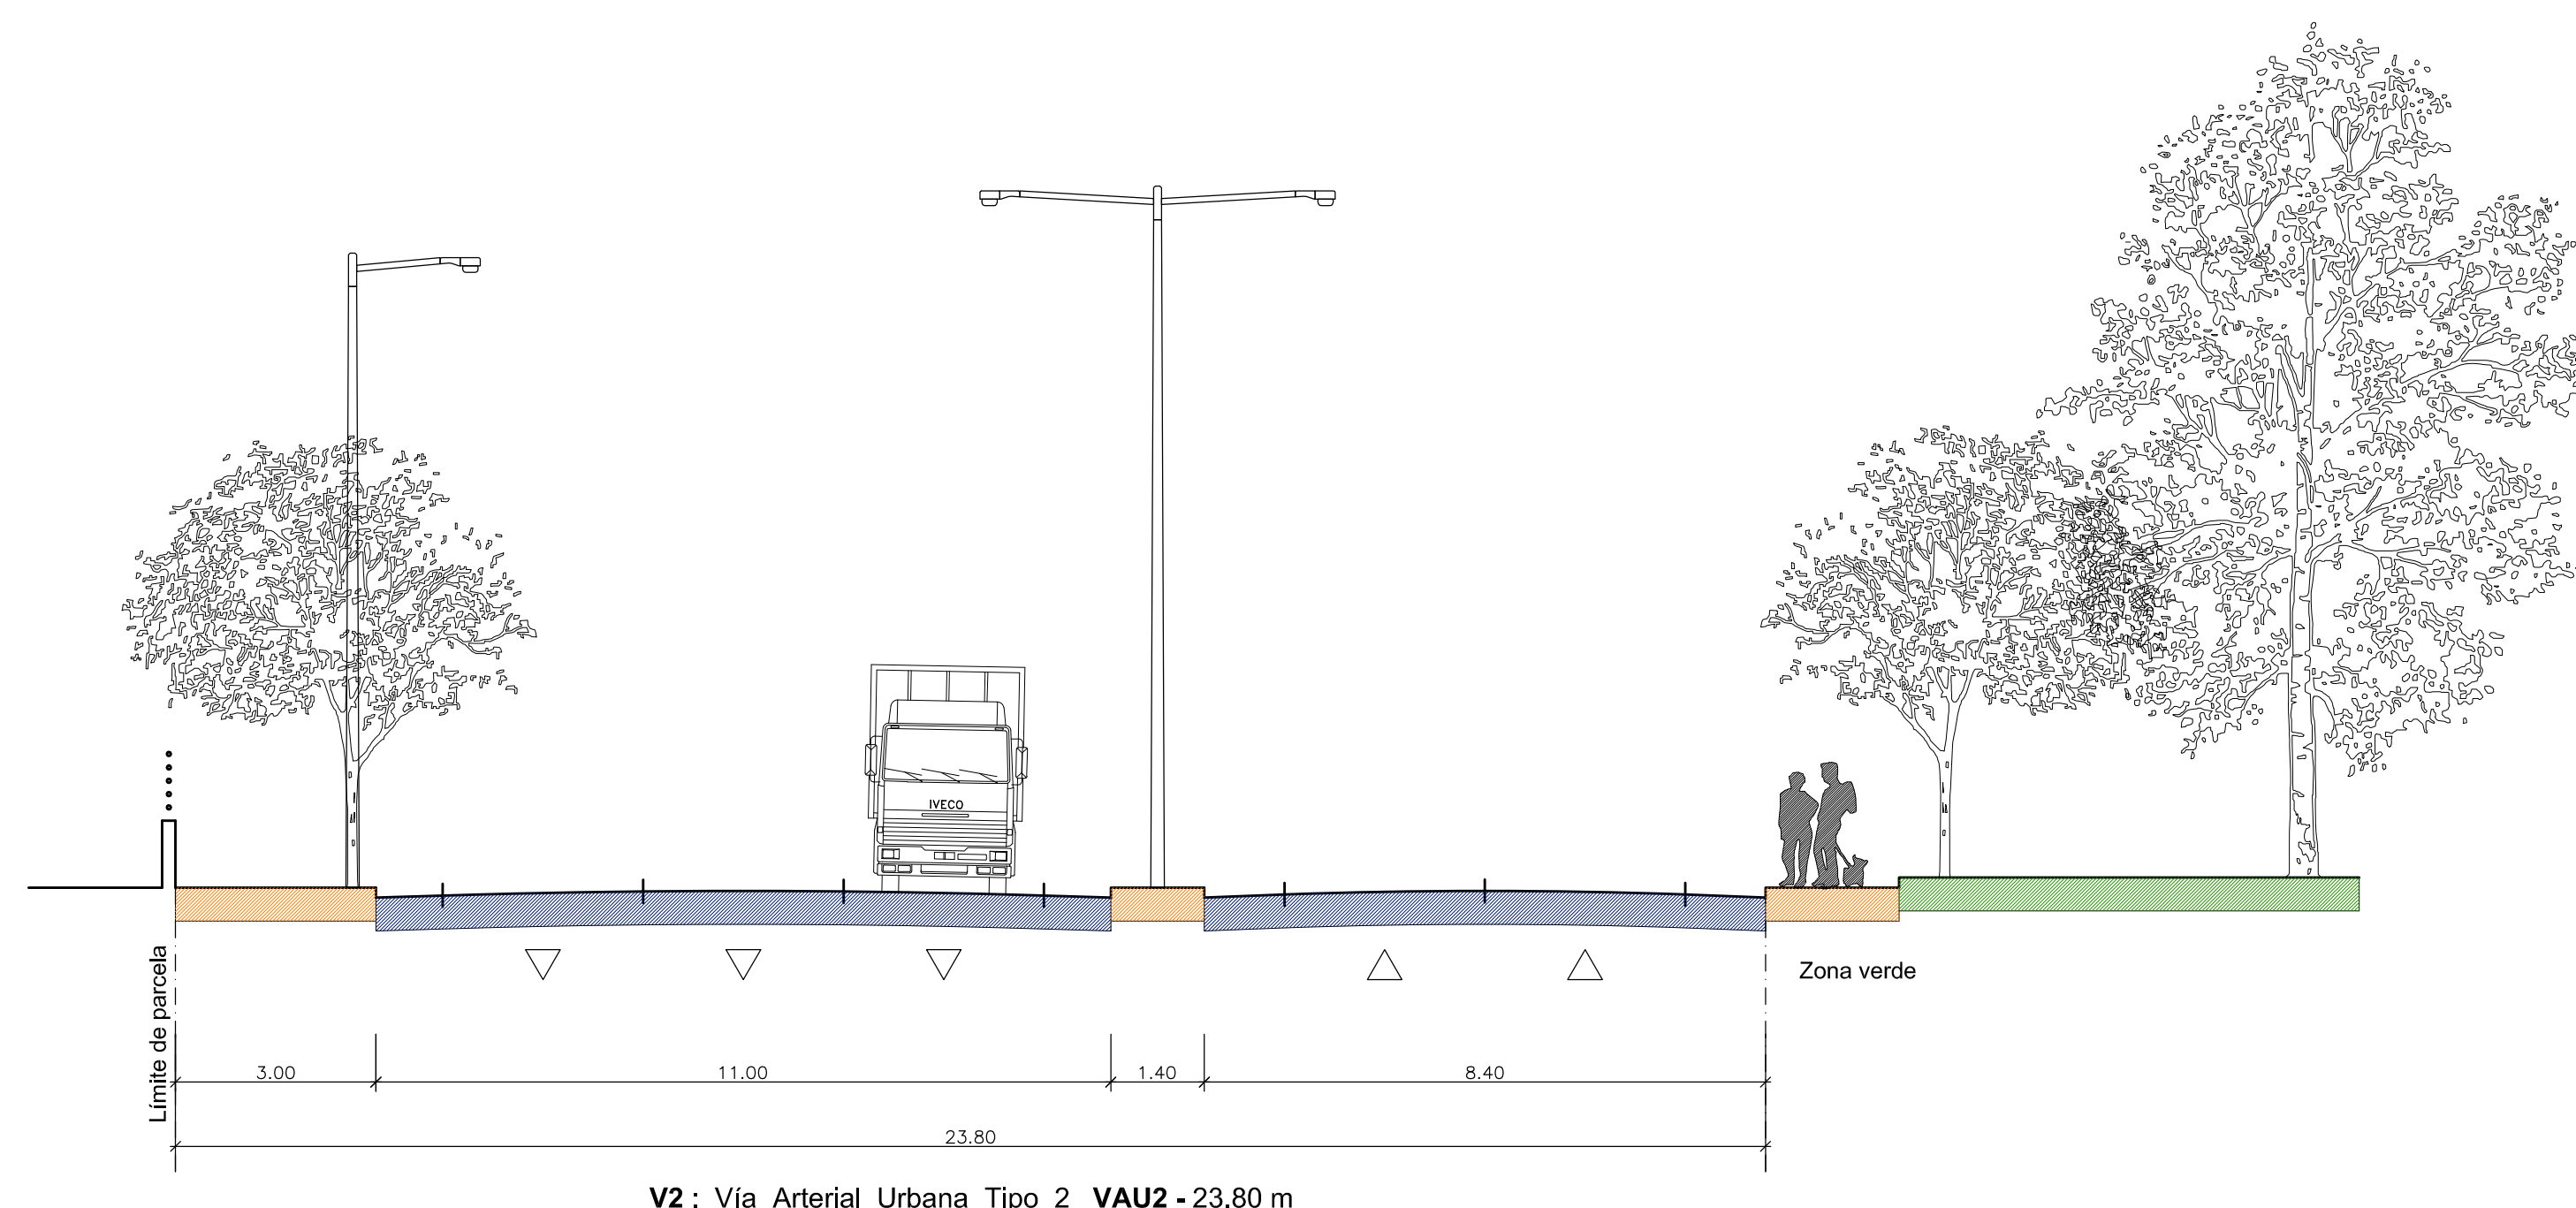 IVECO
Límite de parcela
Zona verde
3.00
11.00
1.40
8.40
23.80
V2 : Vía Arterial Urbana Tipo 2 VAU2 - 23.80 m